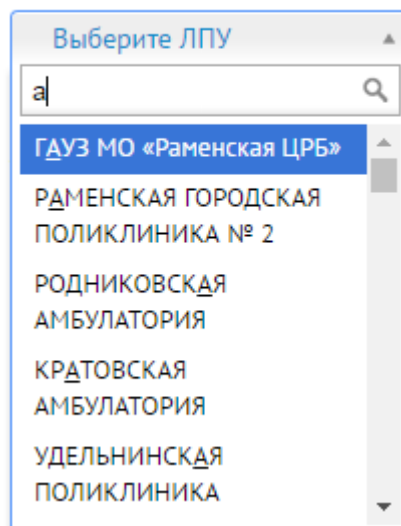 Выберите ЛПУ
а
ГАУЗ МО «Раменская ЦРБ»
РАМЕНСКАЯ ГОРОДСКАЯ
ПОЛИКЛИНИКА № 2
РОДНИКОВСКАЯ
АМБУЛАТОРИЯ
КРАТОВСКАЯ
АМБУЛАТОРИЯ
УДЕЛЬНИНСКАЯ
ПОЛИКЛИНИКА